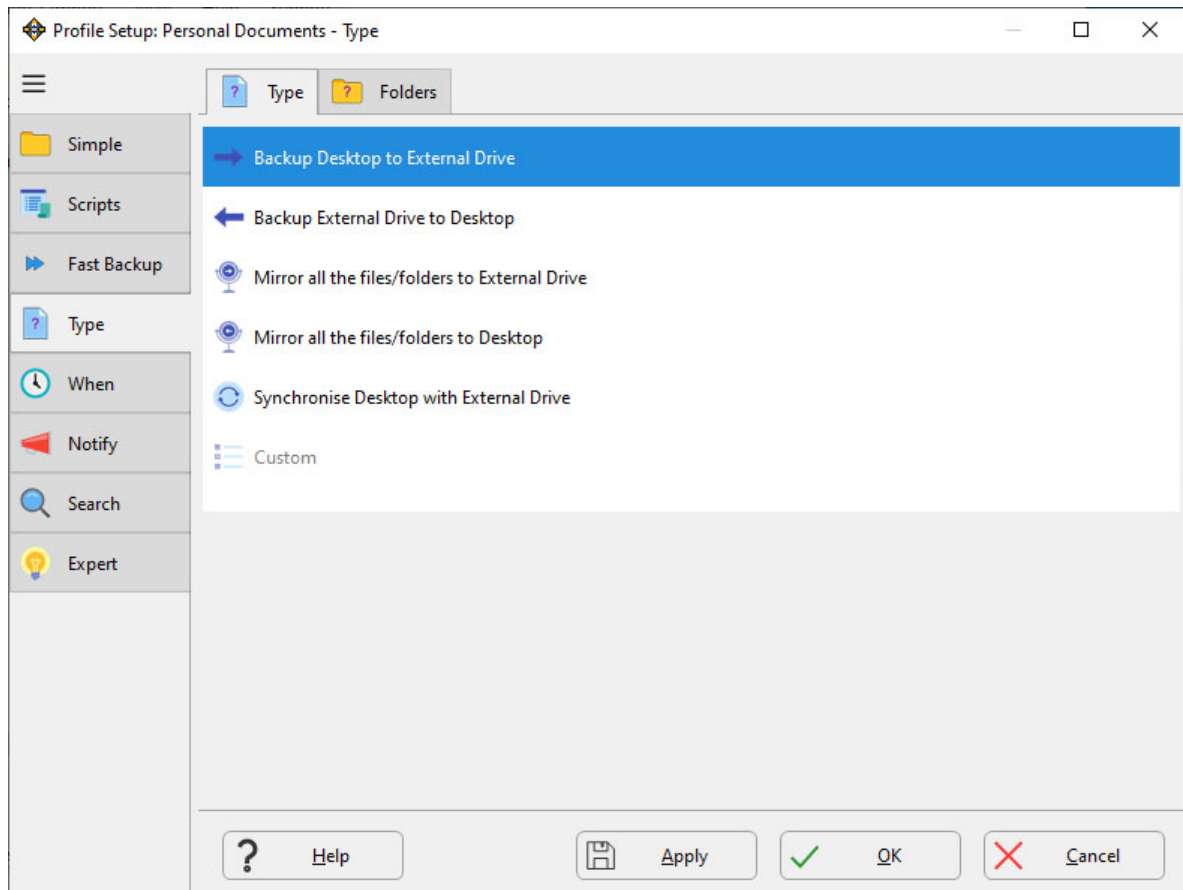 Profile Setup: Personal Documents - Type
Type
Folders
Simple
Scripts
Fast Backup
Type
When
Notify
Search
Expert
Backup Desktop to External Drive
Backup External Drive to Desktop
Mirror all the files/folders to External Drive
Mirror all the files/folders to Desktop
Synchronise Desktop with External Drive
Custom
Help
Apply
OK
Cancel